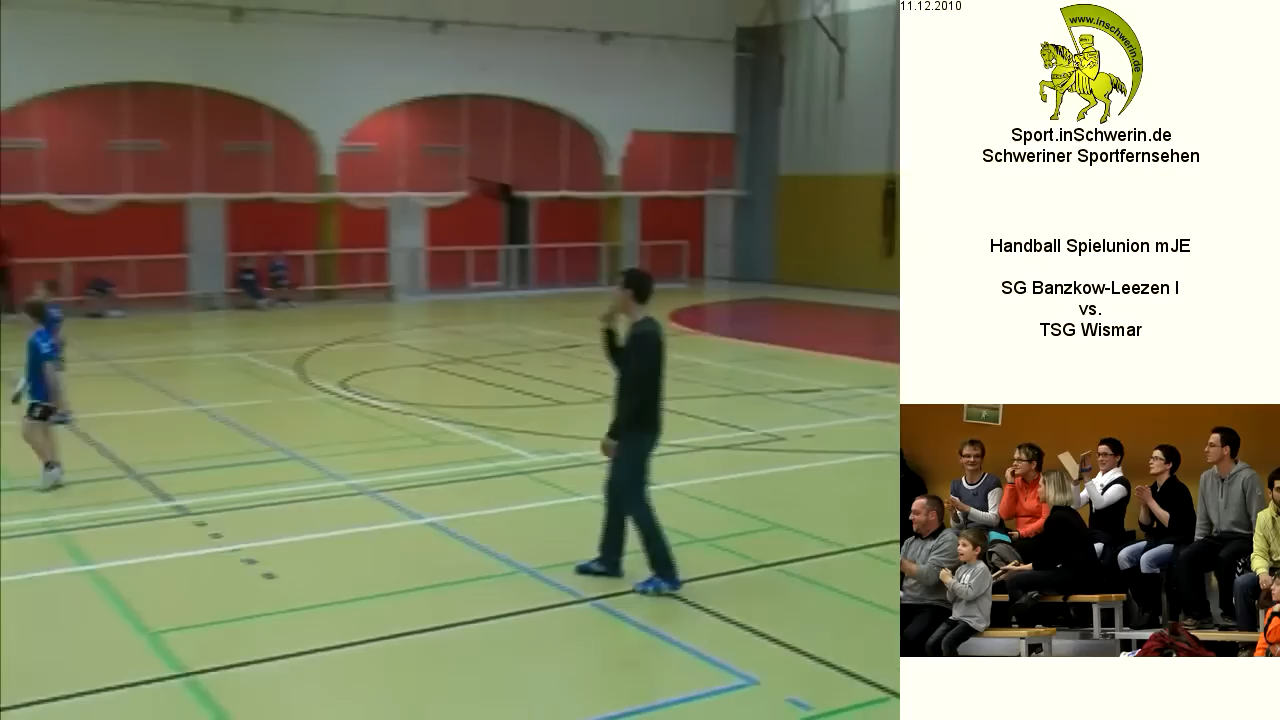 11.12.2010
www.inschwerin.de
Sport.inSchwerin.de
Schweriner Sportfernsehen
Handball Spielunion mJE
SG Banzkow-Leezen I
vs.
TSG Wismar